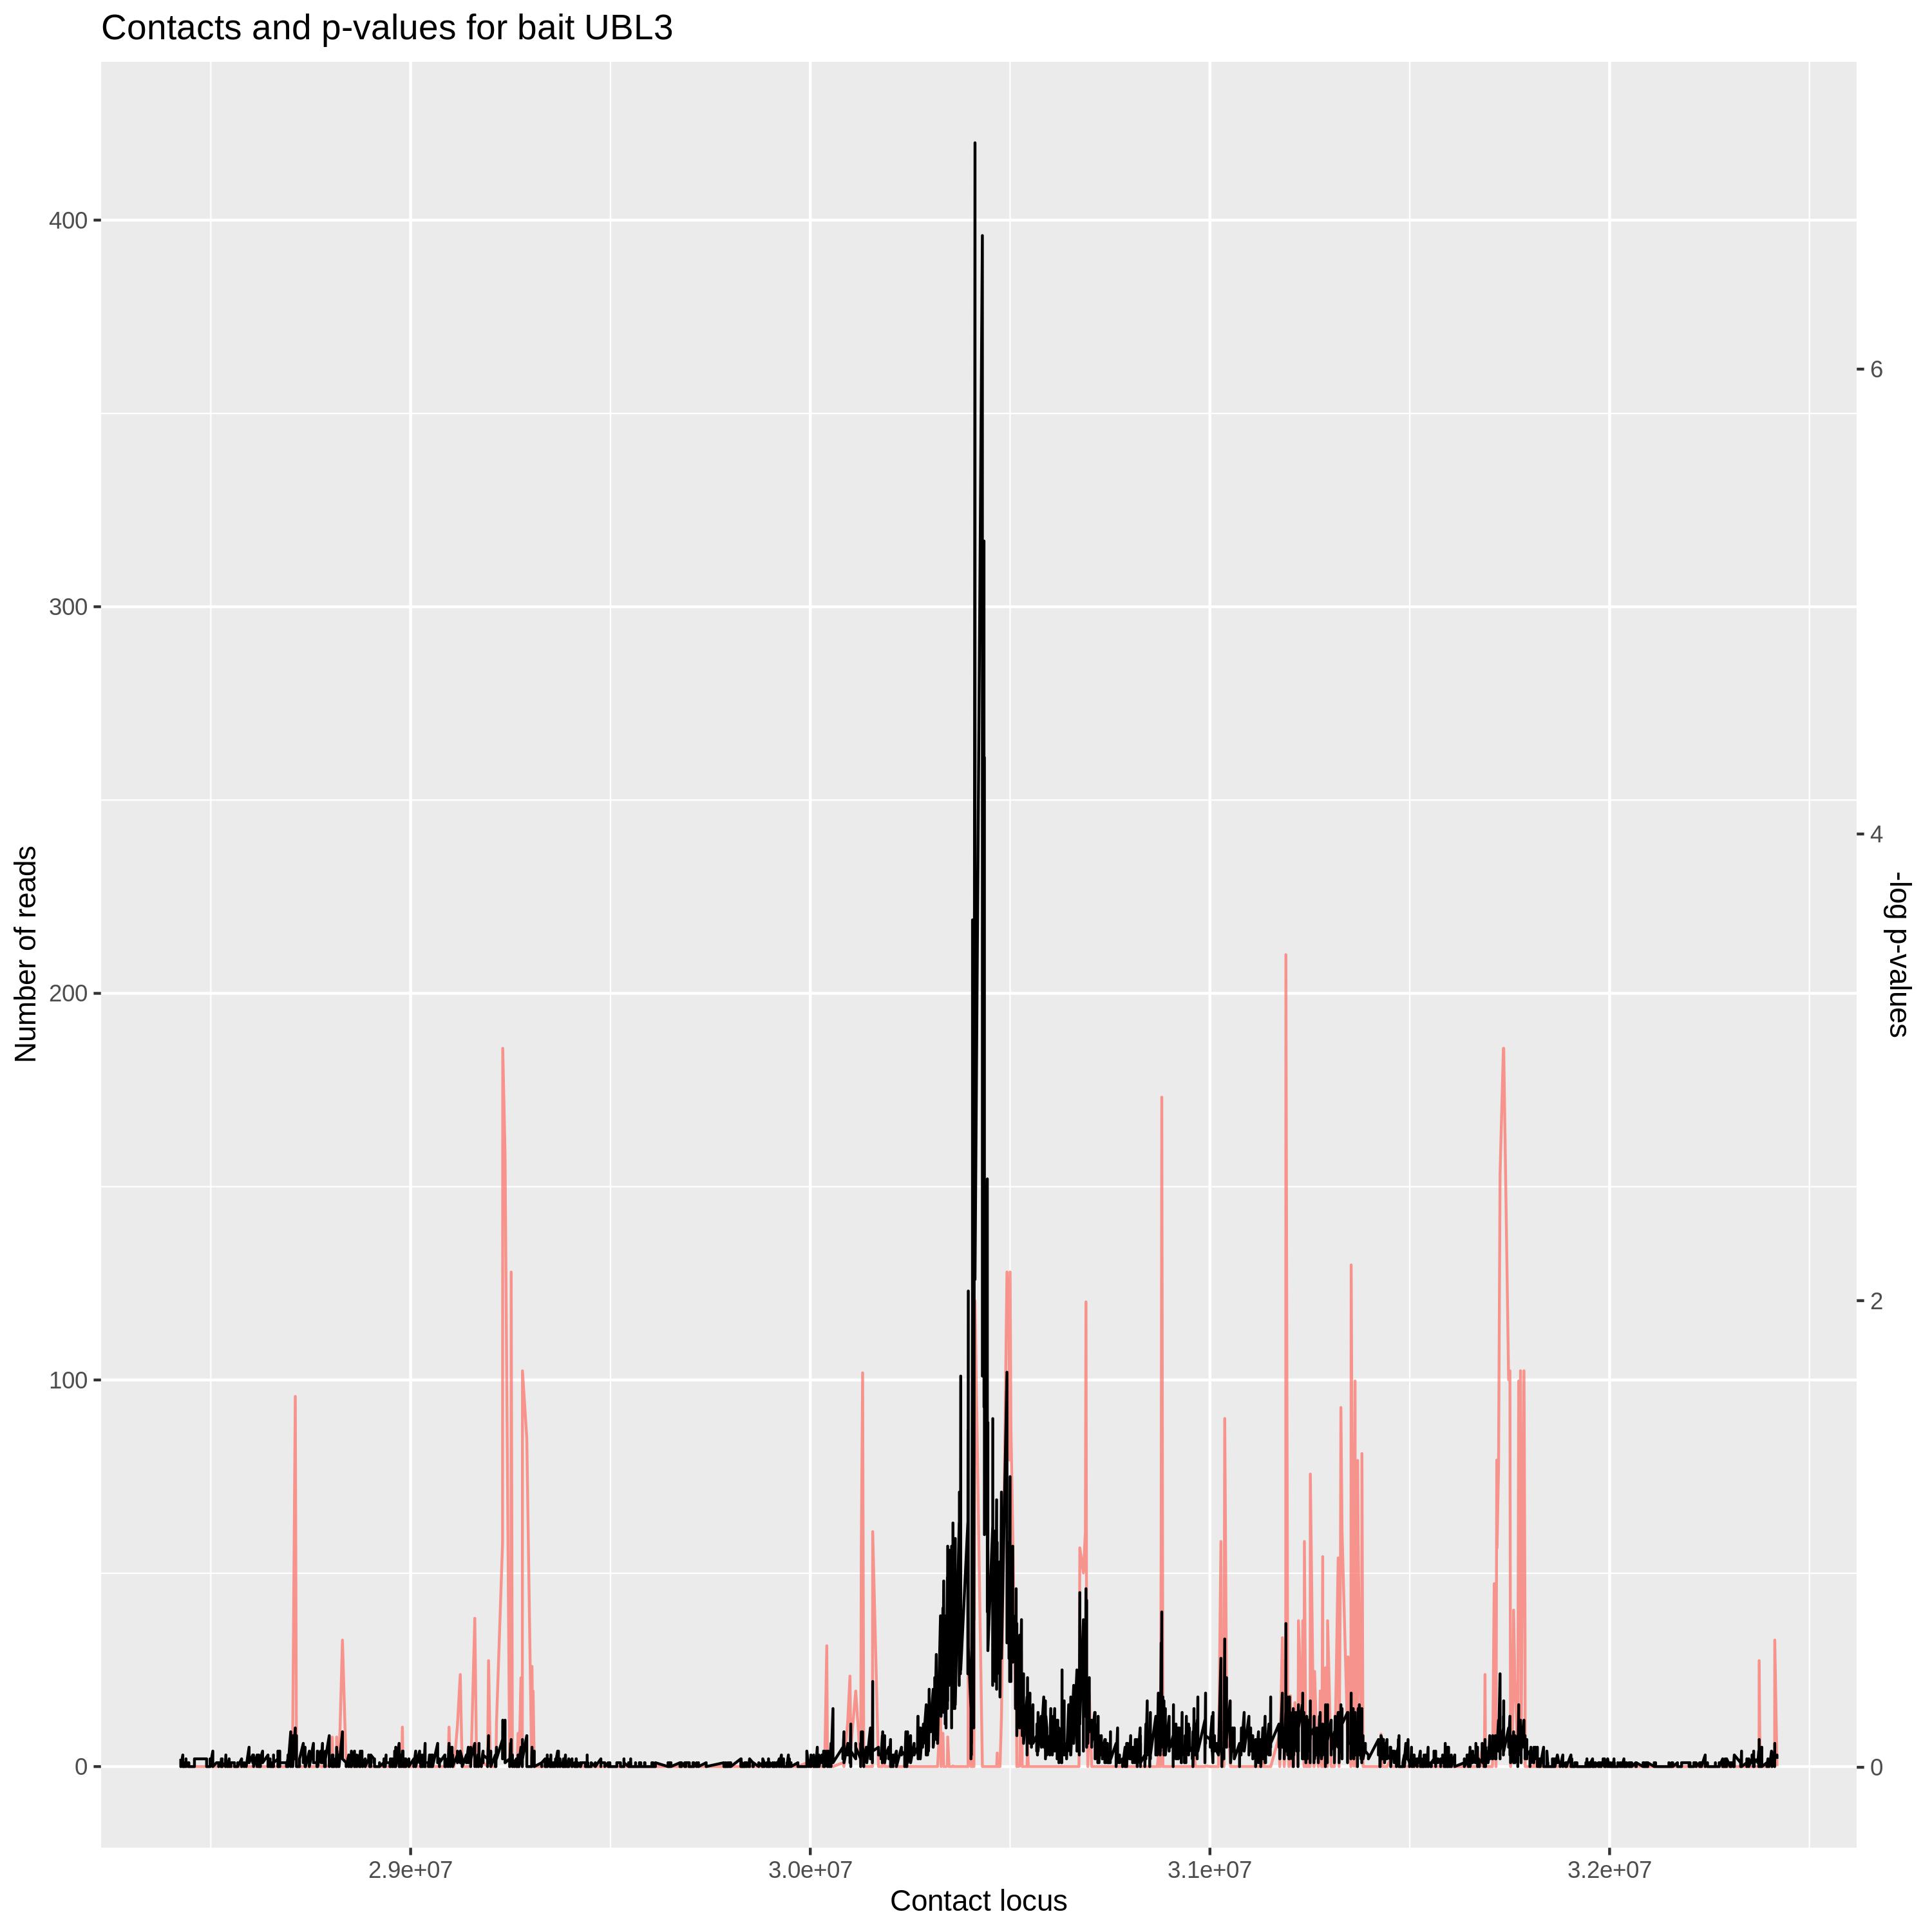 Contacts and p-values for bait UBL3
Number of reads
400
300
200
100
0
6
4
2
0
-log p-values
2.9e+07 3.0e+07 3.1e+07 3.2e+07
Contact locus